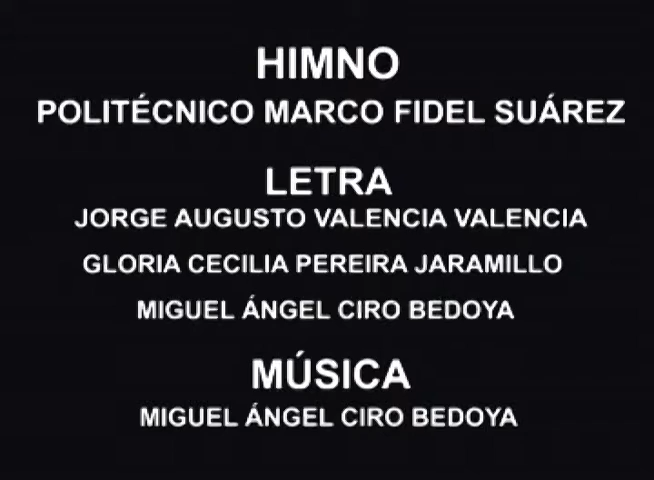 HIMNO
POLITÉCNICO MARCO FIDEL SUÁREZ
LETRA
JORGE AUGUSTO VALENCIA VALENCIA
GLORIA CECILIA PEREIRA JARAMILLO
MIGUEL ÁNGEL CIRO BEDOYA
MÚSICA
MIGUEL ÁNGEL CIRO BEDOYA